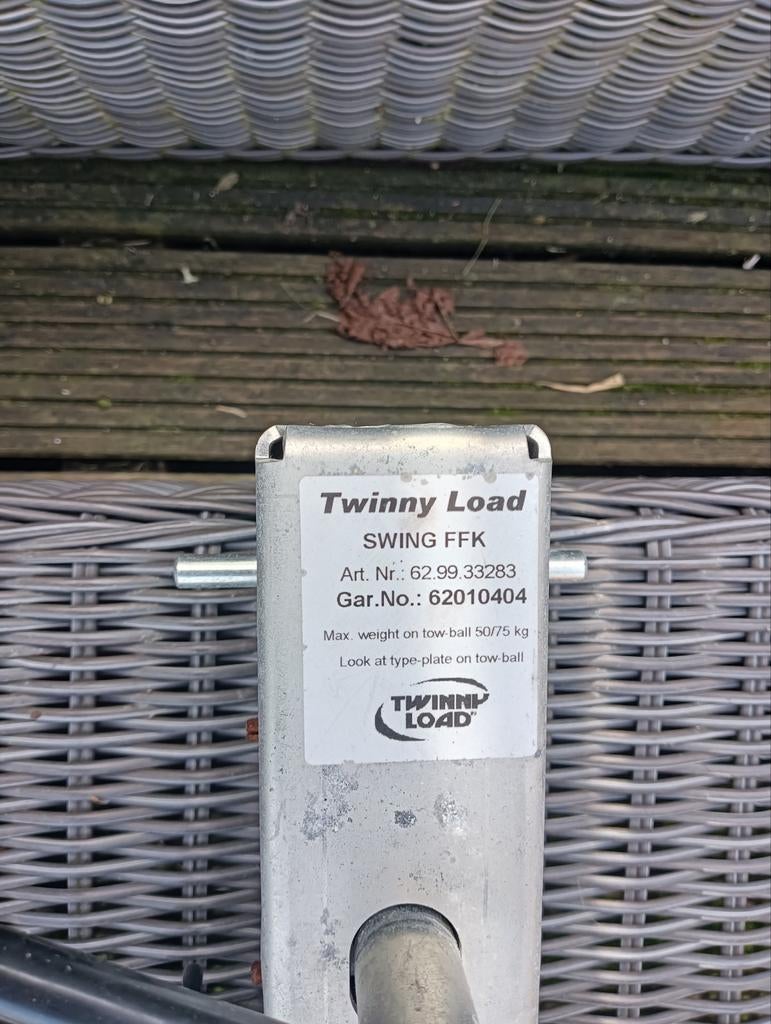 Twinny Load
SWING FFK
Art. Nr.: 62.99.33283
Gar.No.: 62010404
Max. weight on tow-ball 50/75 kg
Look at type-plate on tow-ball
TWINNY
LOAD